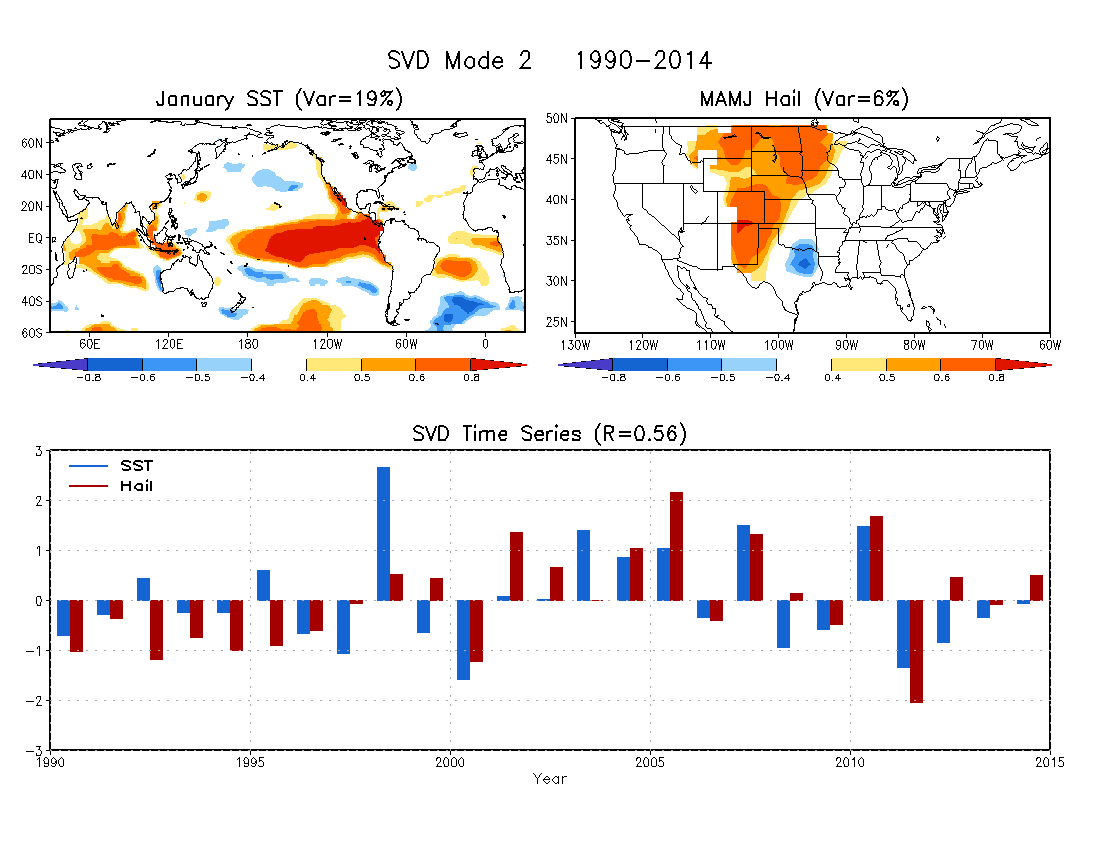 SVD Mode 2 1990-2014
January SST (Var=19%)
MAMJ Hail (Var=6%)
60N
40N
20N
EQ
20S
40S
60S
60E 120E 180 120W 60W 0
-0.8 -0.6 -0.5 -0.4 0.4 0.5 0.6 0.8
50N
45N
40N
35N
30N
25N
130W 120W 110W 100W 90W 80W 70W 60W
-0.8 -0.6 -0.5 -0.4 0.4 0.5 0.6 0.8
SVD Time Series (R=0.56)
SST
Hail
3
2
1
0
-1
-2
-3
1990 1995 2000 2005 2010 2015
Year